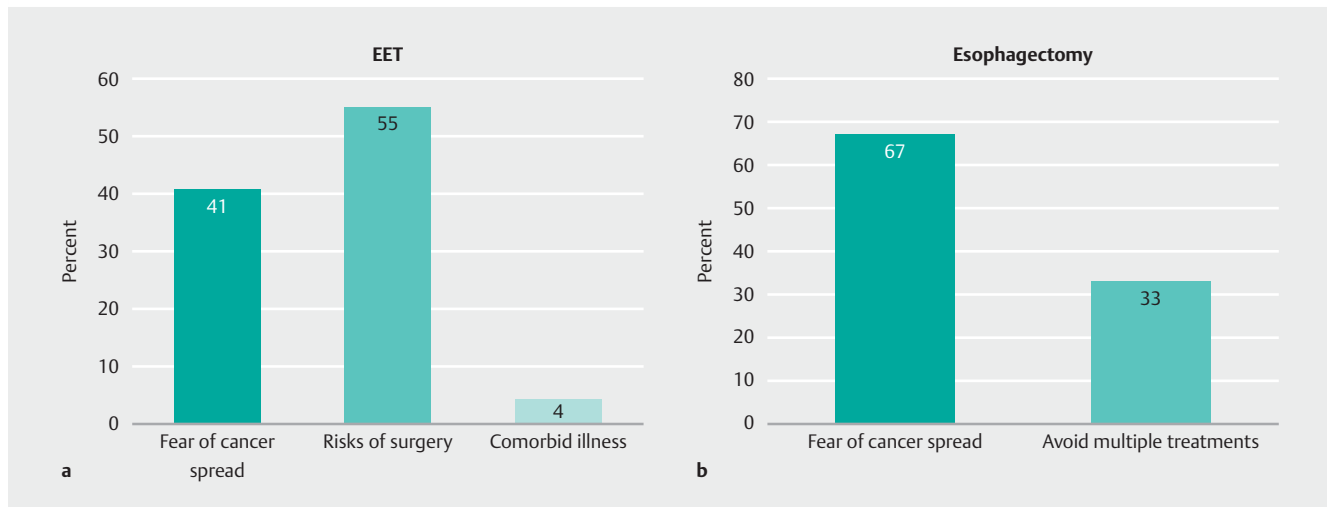 EET
60
50
40
30
20
10
0
Percent
41
55
4
Fear of cancer
spread
Risks of surgery
Comorbid illness
a
Esophagectomy
80
70
60
50
40
30
20
10
0
Percent
67
33
Fear of cancer spread
Avoid multiple treatments
b